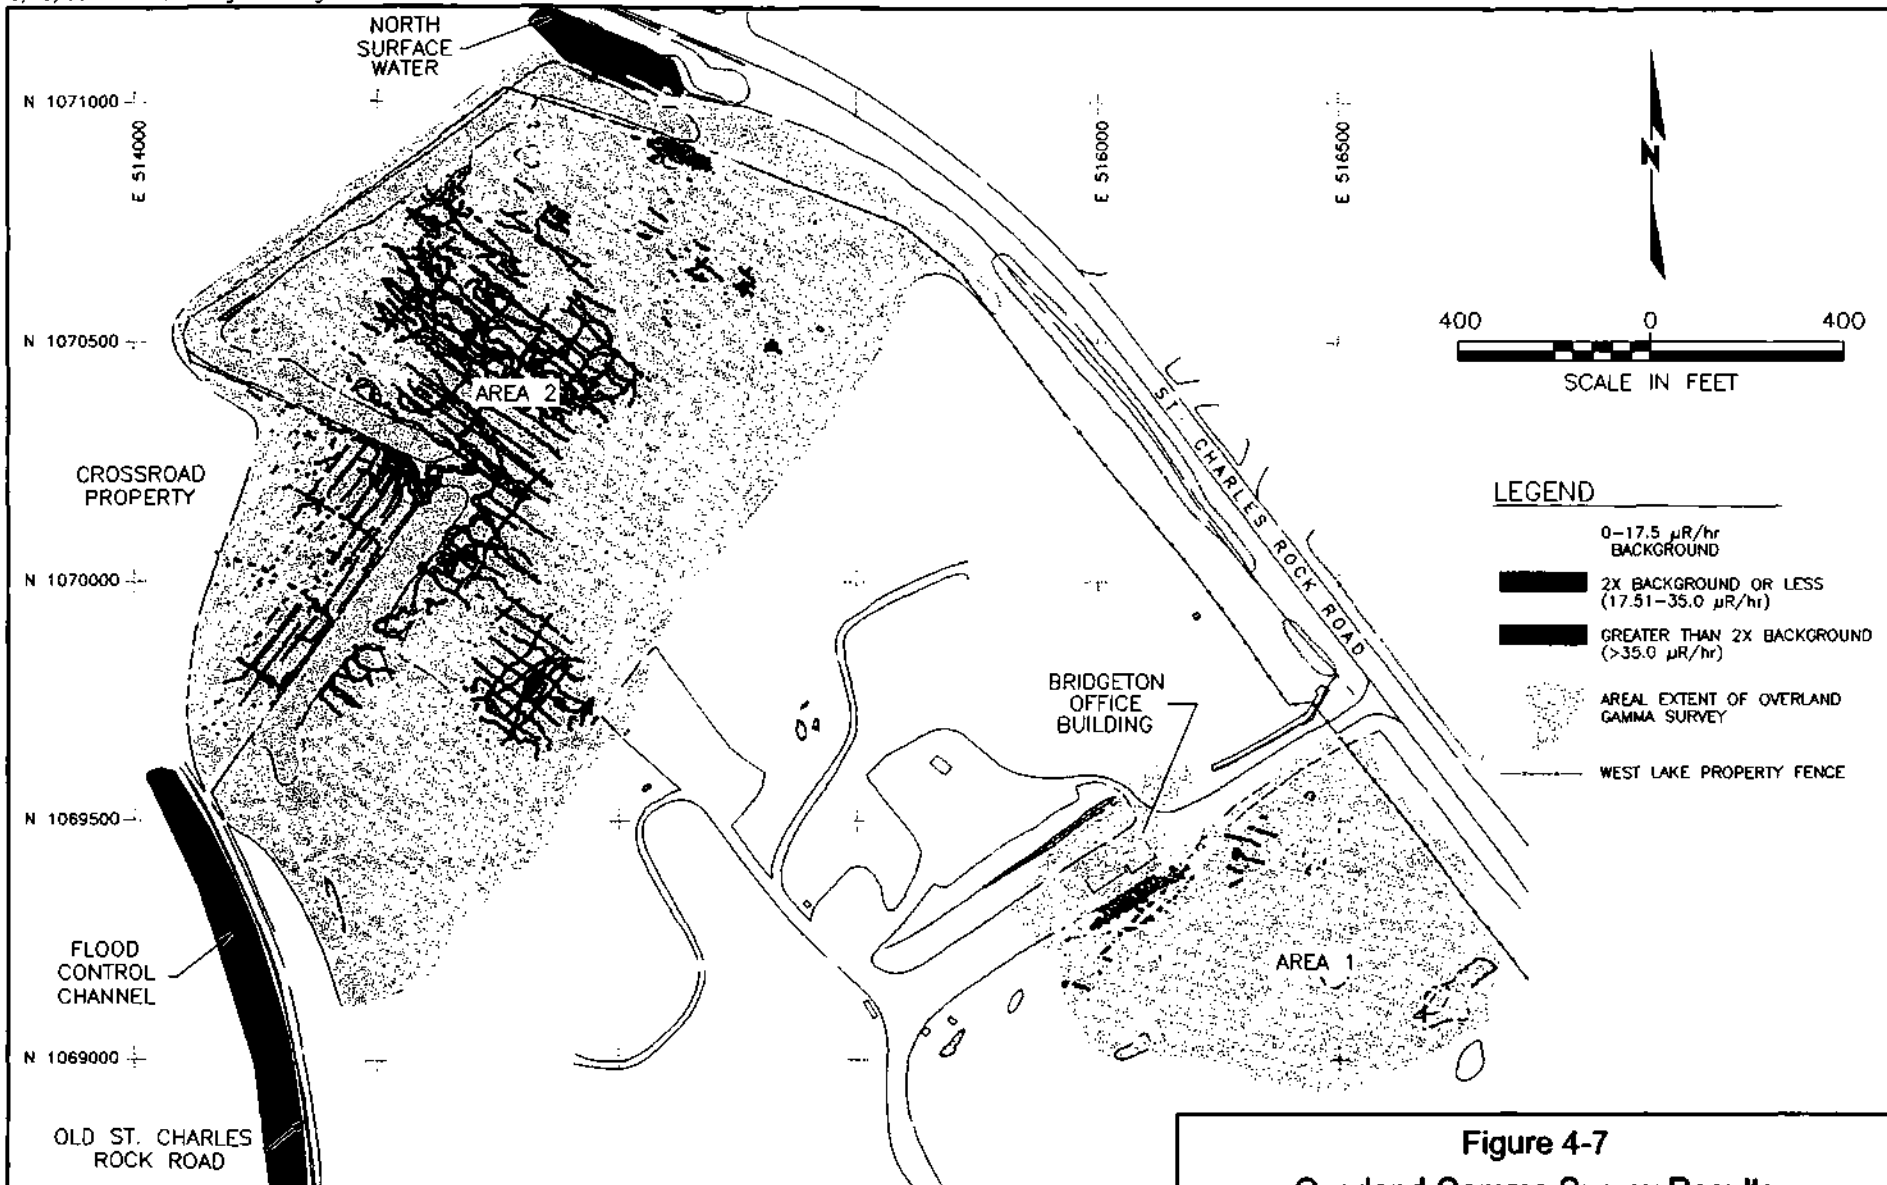 NORTH
SURFACE
WATER
N 1071000
E 514000
E 516000
E 516500
N
400 0 400
SCALE IN FEET
N 1070500
AREA 2
ST CHARLES ROCK ROAD
CROSSROAD
PROPERTY
LEGEND
0-17.5 µR/hr
BACKGROUND
2X BACKGROUND OR LESS
(17.51-35.0 µR/hr)
GREATER THAN 2X BACKGROUND
(>35.0 µR/hr)
AREAL EXTENT OF OVERLAND
GAMMA SURVEY
WEST LAKE PROPERTY FENCE
N 1070000
BRIDGETON
OFFICE
BUILDING
N 1069500
FLOOD
CONTROL
CHANNEL
AREA 1
N 1069000
OLD ST. CHARLES
ROCK ROAD
Figure 4-7
Overland Gamma Survey Results